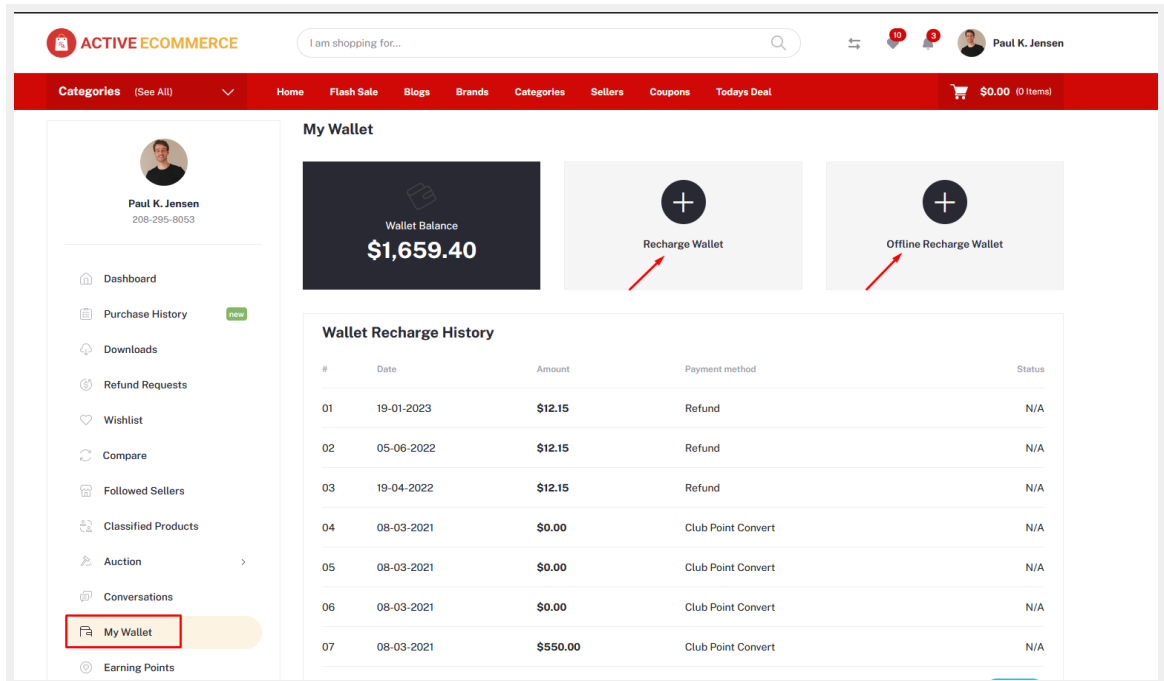 ACTIVE ECOMMERCE
I am shopping for...
10
3
Paul K. Jensen
Categories (See All)
Home Flash Sale Blogs Brands Categories Sellers Coupons Todays Deal
$0.00 (0 Items)
Paul K. Jensen
208-295-8053
Dashboard
Purchase History new
Downloads
Refund Requests
Wishlist
Compare
Followed Sellers
Classified Products
Auction
Conversations
My Wallet
Earning Points
My Wallet
Wallet Balance
$1,659.40
Recharge Wallet
Offline Recharge Wallet
Wallet Recharge History
# Date Amount Payment method Status
01 19-01-2023 $12.15 Refund N/A
02 05-06-2022 $12.15 Refund N/A
03 19-04-2022 $12.15 Refund N/A
04 08-03-2021 $0.00 Club Point Convert N/A
05 08-03-2021 $0.00 Club Point Convert N/A
06 08-03-2021 $0.00 Club Point Convert N/A
07 08-03-2021 $550.00 Club Point Convert N/A